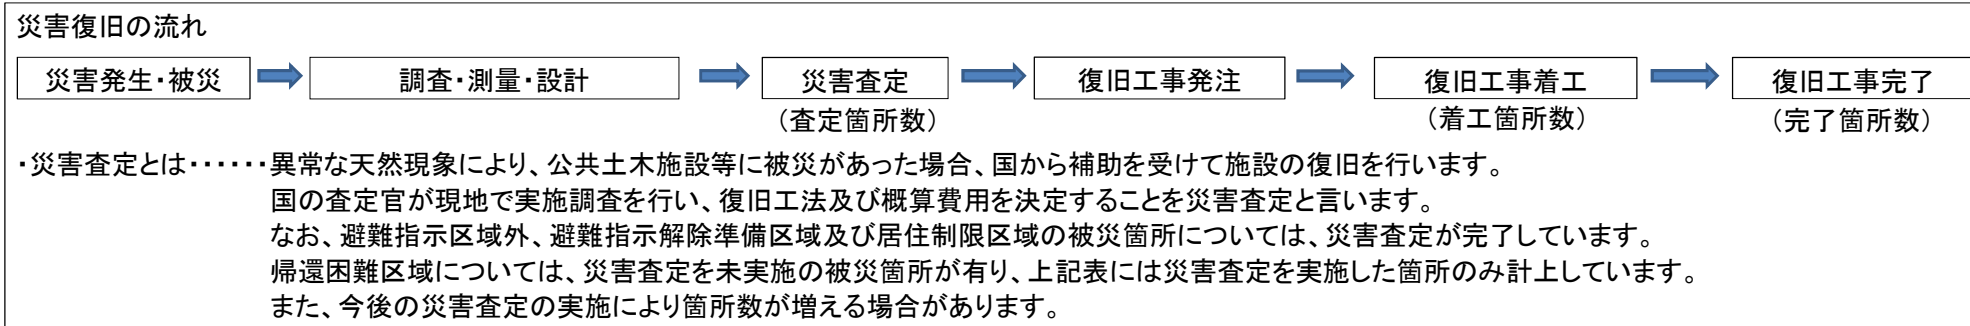 災害復旧の流れ
災害発生・被災 調査・測量・設計 災害査定 復旧工事発注 復旧工事着工 復旧工事完了
（査定箇所数） （着工箇所数） （完了箇所数）
・災害査定とは・・・・・・異常な天然現象により、公共土木施設等に被災があった場合、国から補助を受けて施設の復旧を行います。
国の査定官が現地で実施調査を行い、復旧工法及び概算費用を決定することを災害査定と言います。
なお、避難指示区域外、避難指示解除準備区域及び居住制限区域の被災箇所については、災害査定が完了しています。
帰還困難区域については、災害査定を未実施の被災箇所が有り、上記表には災害査定を実施した箇所のみ計上しています。
また、今後の災害査定の実施により箇所数が増える場合があります。